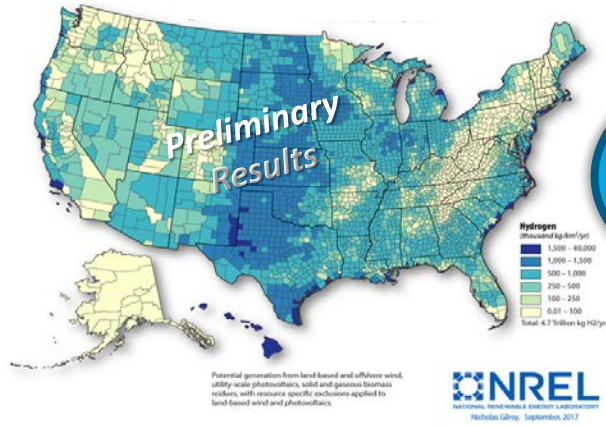 Preliminary
Results
Hydrogen
(thousand kg/km²/yr)
1,500 – 60,000
1,000 – 1,500
500 – 1,000
250 – 500
100 – 250
0.01 – 100
Total: 4.7 Trillion kg H2/yr
Potential generation from land-based and offshore wind,
utility-scale photovoltaics, solid and gaseous biomass
reidues, with resource specific exclusions applied to
land-based wind and photovoltaics.
NREL
NATIONAL RENEWABLE ENERGY LABORATORY
Nicholas Gilroy, September, 2017